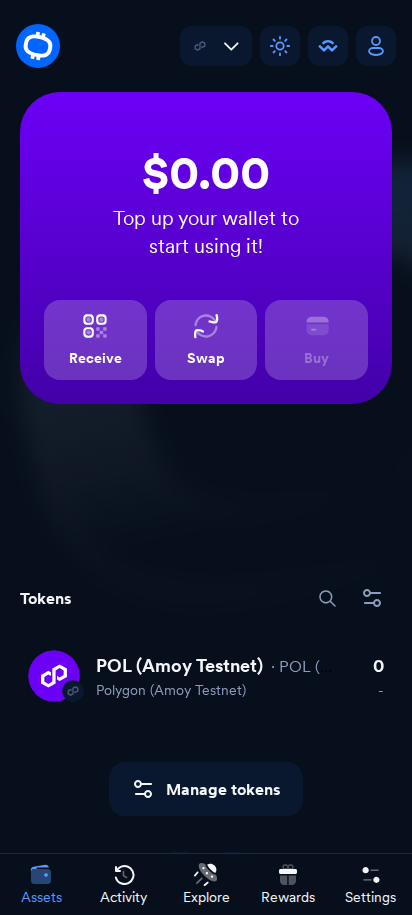 $0.00
Top up your wallet to
start using it!
Receive Swap Buy
Tokens
POL (Amoy Testnet) · POL (... 0
Polygon (Amoy Testnet) -
Manage tokens
Assets Activity Explore Rewards Settings